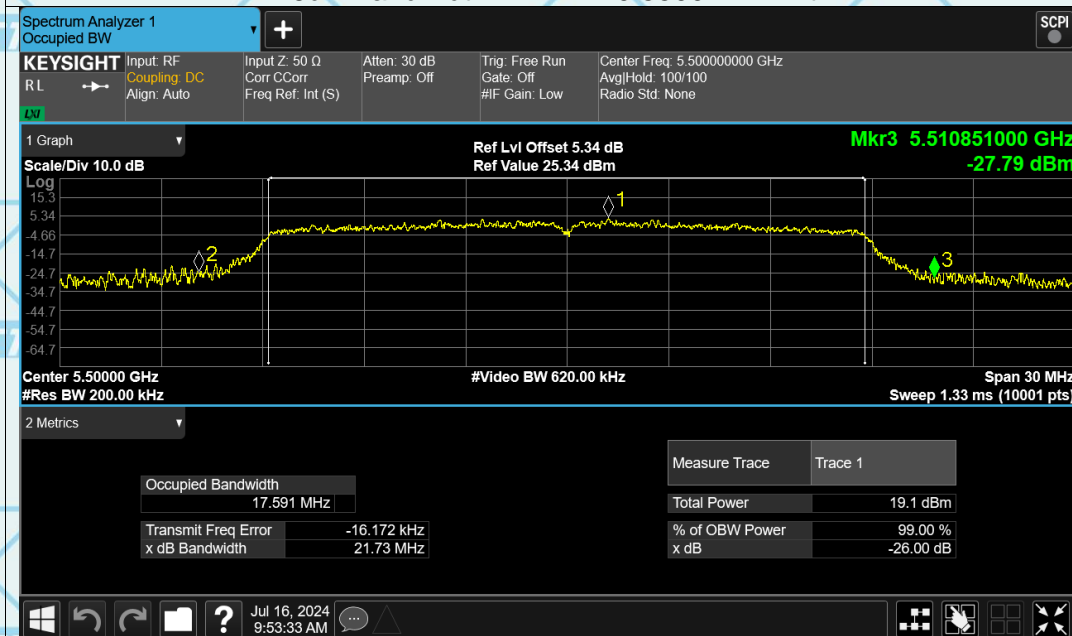 Spectrum Analyzer 1
Occupied BW
+
SCPI
KEYSIGHT
RL
LXI
Input: RF
Coupling: DC
Align: Auto
Input Z: 50 Ω
Corr CCorr
Freq Ref: Int (S)
Atten: 30 dB
Preamp: Off
Trig: Free Run
Gate: Off
#IF Gain: Low
Center Freq: 5.500000000 GHz
Avg|Hold: 100/100
Radio Std: None
1 Graph
Ref Lvl Offset 5.34 dB
Mkr3 5.510851000 GHz
Scale/Div 10.0 dB
Ref Value 25.34 dBm
-27.79 dBm
Log
15.3
5.34
-4.66
-14.7
-24.7
-34.7
-44.7
-54.7
-64.7
1
2
3
Center 5.50000 GHz
#Video BW 620.00 kHz
Span 30 MHz
#Res BW 200.00 kHz
Sweep 1.33 ms (10001 pts)
2 Metrics
Measure Trace
Trace 1
Occupied Bandwidth
17.591 MHz
Total Power
19.1 dBm
Transmit Freq Error
-16.172 kHz
% of OBW Power
99.00 %
x dB Bandwidth
21.73 MHz
x dB
-26.00 dB
?
Jul 16, 2024
9:53:33 AM